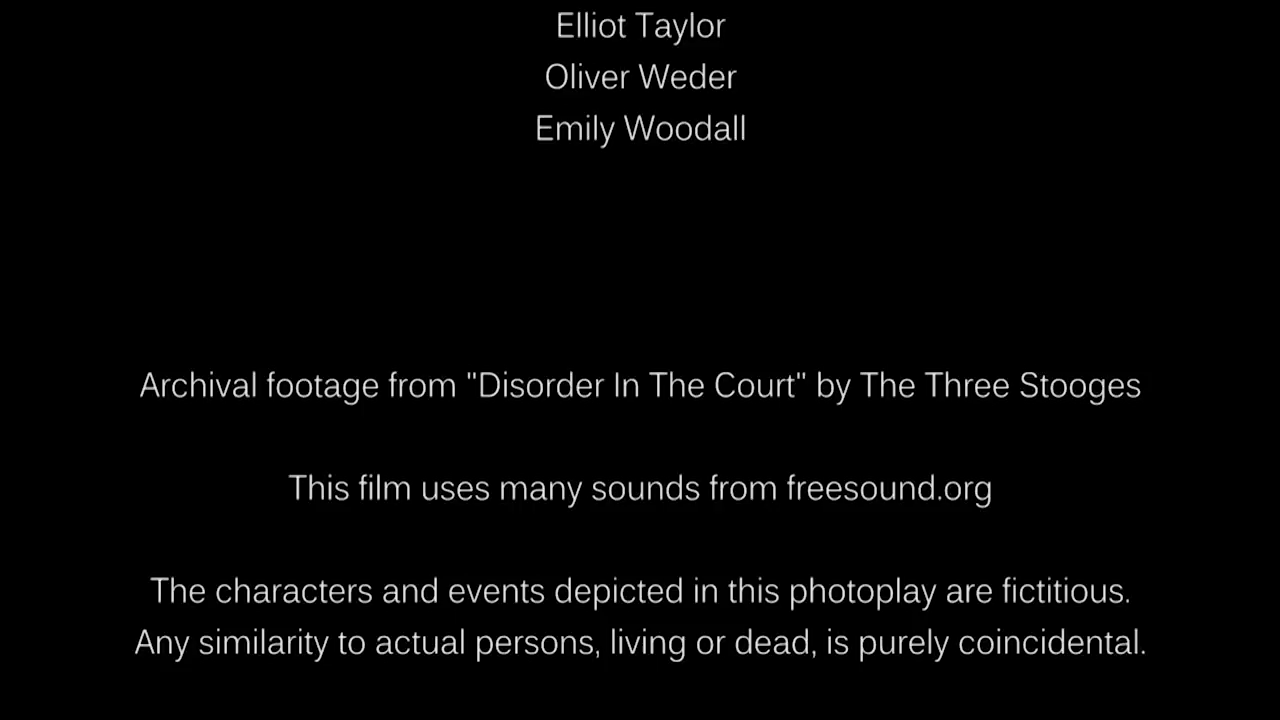 Elliot Taylor
Oliver Weder
Emily Woodall
Archival footage from "Disorder In The Court" by The Three Stooges
This film uses many sounds from freesound.org
The characters and events depicted in this photoplay are fictitious.
Any similarity to actual persons, living or dead, is purely coincidental.